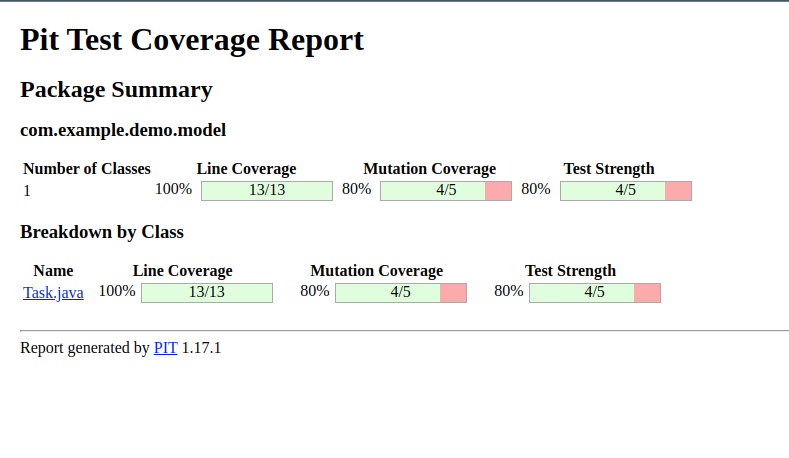 Pit Test Coverage Report
Package Summary
com.example.demo.model
Number of Classes Line Coverage Mutation Coverage Test Strength
1 100% 13/13 80% 4/5 80% 4/5
Breakdown by Class
Name Line Coverage Mutation Coverage Test Strength
Task.java 100% 13/13 80% 4/5 80% 4/5
Report generated by PIT 1.17.1